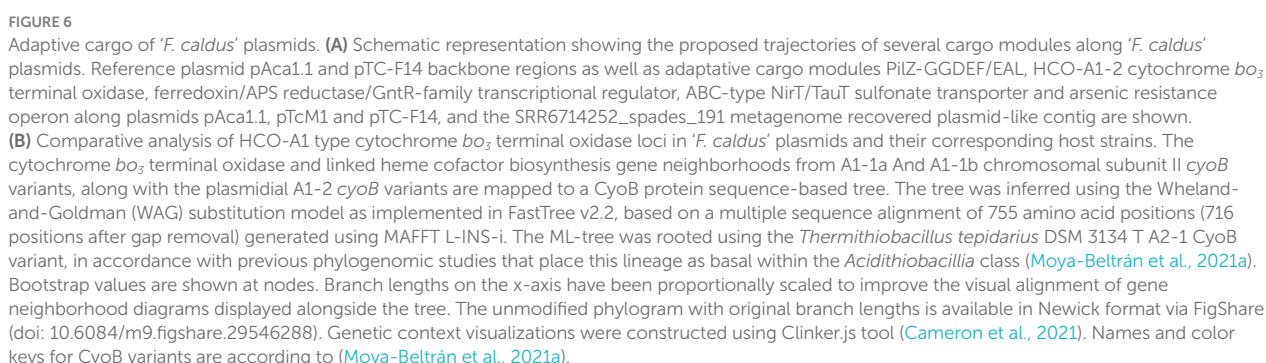 FIGURE 6
Adaptive cargo of ‘F. caldus’ plasmids. (A) Schematic representation showing the proposed trajectories of several cargo modules along ‘F. caldus’
plasmids. Reference plasmid pAca1.1 and pTC-F14 backbone regions as well as adaptative cargo modules PilZ-GGDEF/EAL, HCO-A1-2 cytochrome bo3
terminal oxidase, ferredoxin/APS reductase/GntR-family transcriptional regulator, ABC-type NirT/TauT sulfonate transporter and arsenic resistance
operon along plasmids pAca1.1, pTcM1 and pTC-F14, and the SRR6714252_spades_191 metagenome recovered plasmid-like contig are shown.
(B) Comparative analysis of HCO-A1 type cytochrome bo3 terminal oxidase loci in ‘F. caldus’ plasmids and their corresponding host strains. The
cytochrome bo3 terminal oxidase and linked heme cofactor biosynthesis gene neighborhoods from A1-1a And A1-1b chromosomal subunit II cyoB
variants, along with the plasmidial A1-2 cyoB variants are mapped to a CyoB protein sequence-based tree. The tree was inferred using the Wheland-
and-Goldman (WAG) substitution model as implemented in FastTree v2.2, based on a multiple sequence alignment of 755 amino acid positions (716
positions after gap removal) generated using MAFFT L-INS-i. The ML-tree was rooted using the Thermithiobacillus tepidarius DSM 3134 T A2-1 CyoB
variant, in accordance with previous phylogenomic studies that place this lineage as basal within the Acidithiobacillia class (Moya-Beltrán et al., 2021a).
Bootstrap values are shown at nodes. Branch lengths on the x-axis have been proportionally scaled to improve the visual alignment of gene
neighborhood diagrams displayed alongside the tree. The unmodified phylogram with original branch lengths is available in Newick format via FigShare
(doi: 10.6084/m9.figshare.29546288). Genetic context visualizations were constructed using Clinker.js tool (Cameron et al., 2021). Names and color
keys for CyoB variants are according to (Moya-Beltrán et al., 2021a).